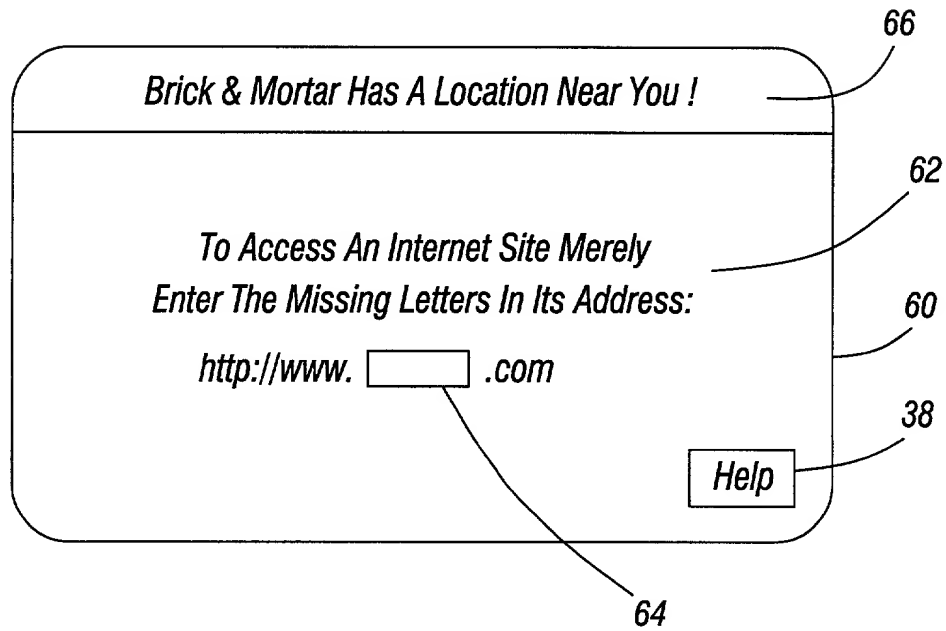 66
Brick & Mortar Has A Location Near You !
62
To Access An Internet Site Merely
Enter The Missing Letters In Its Address:
60
http://www. .com
38
Help
64